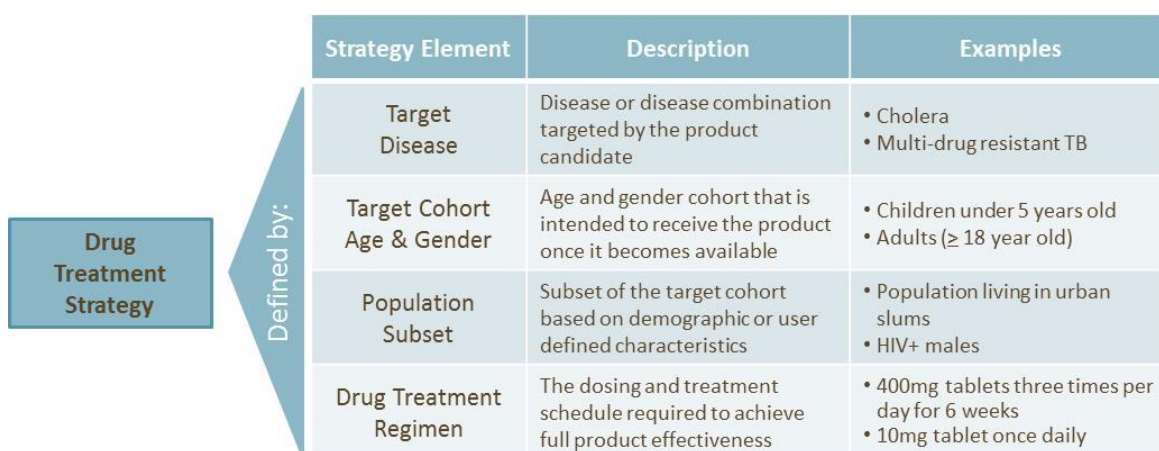 Strategy Element
Description
Examples
Drug
Treatment
Strategy
Defined by:
Target
Disease
Disease or disease combination
targeted by the product
candidate
• Cholera
• Multi-drug resistant TB
Target Cohort
Age & Gender
Age and gender cohort that is
intended to receive the product
once it becomes available
• Children under 5 years old
• Adults (≥ 18 year old)
Population
Subset
Subset of the target cohort
based on demographic or user
defined characteristics
• Population living in urban
slums
• HIV+ males
Drug Treatment
Regimen
The dosing and treatment
schedule required to achieve
full product effectiveness
• 400mg tablets three times per
day for 6 weeks
• 10mg tablet once daily